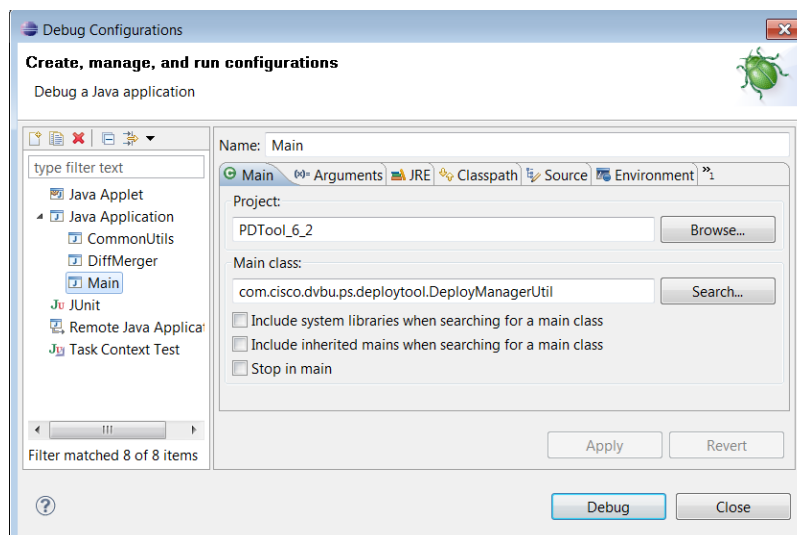 Debug Configurations
Create, manage, and run configurations
Debug a Java application
type filter text
Java Applet
Java Application
CommonUtils
DiffMerger
Main
JUnit
Remote Java Applicat
Task Context Test
Filter matched 8 of 8 items
Name: Main
Main (x)= Arguments JRE Classpath Source Environment »1
Project:
PDTool_6_2 Browse...
Main class:
com.cisco.dvbu.ps.deploytool.DeployManagerUtil Search...
Include system libraries when searching for a main class
Include inherited mains when searching for a main class
Stop in main
Apply Revert
Debug Close